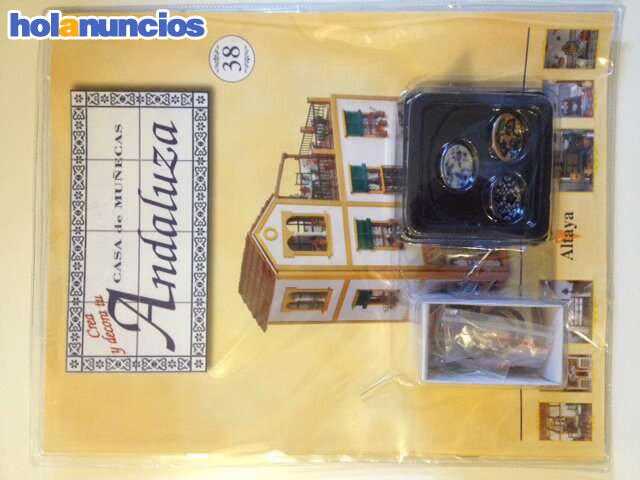 holanuncios
38
Crea
y decora tu
CASA de MUÑECAS
Andaluza
Altaya